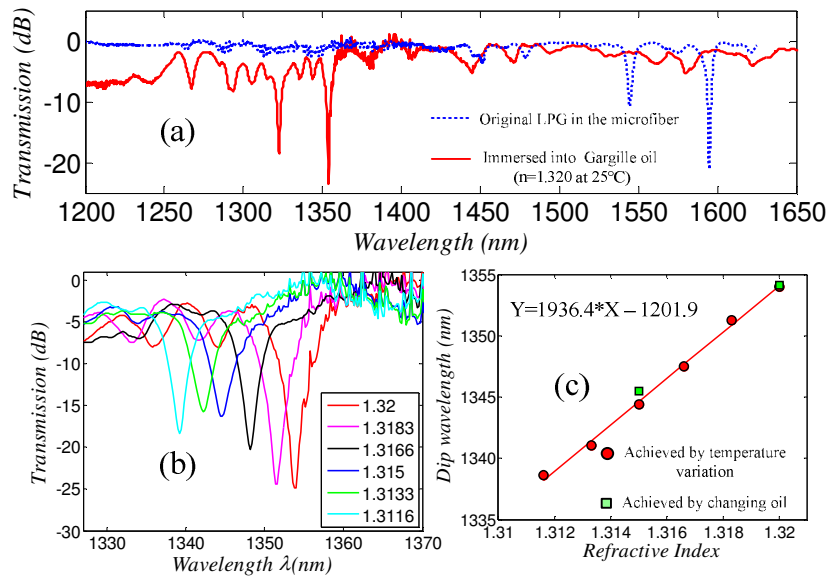 (a)
Transmission (dB)
0
-10
-20
Original LPG in the microfiber
Immersed into Gargille oil
(n=1.320 at 25°C)
1200 1250 1300 1350 1400 1450 1500 1550 1600 1650
Wavelength (nm)
(b)
Transmission (dB)
0
-5
-10
-15
-20
-25
-30
1.32
1.3183
1.3166
1.315
1.3133
1.3116
1330 1340 1350 1360 1370
Wavelength λ(nm)
(c)
Dip wavelength (nm)
1355
1350
1345
1340
1335
Y=1936.4*X – 1201.9
Achieved by temperature
variation
Achieved by changing oil
1.31 1.312 1.314 1.316 1.318 1.32
Refractive Index